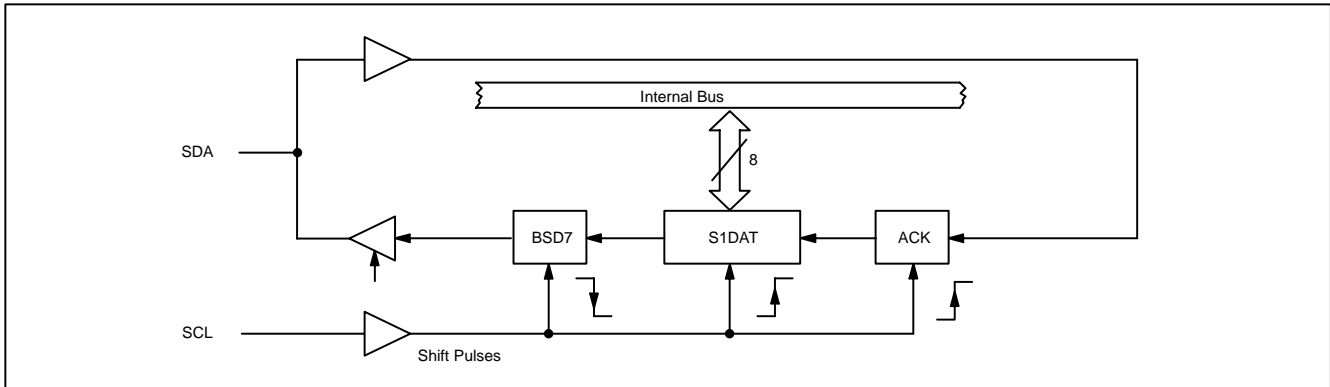 Internal Bus
SDA
8
BSD7
S1DAT
ACK
SCL
Shift Pulses